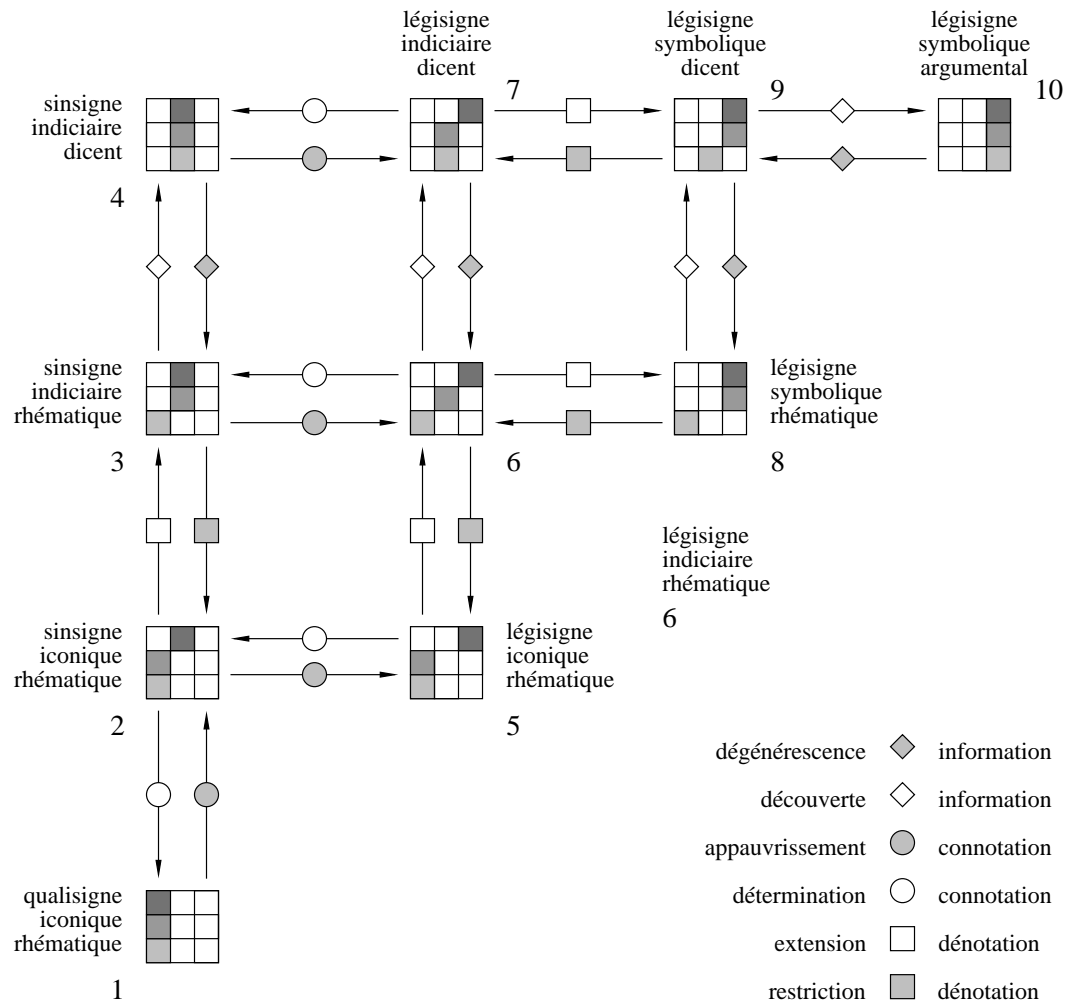 légisigne
indiciaire
dicent
7
légisigne
symbolique
dicent
9
légisigne
symbolique
argumental
10
sinsigne
indiciaire
dicent
4
sinsigne
indiciaire
rhématique
3
6
légisigne
symbolique
rhématique
8
légisigne
indiciaire
rhématique
6
sinsigne
iconique
rhématique
2
légisigne
iconique
rhématique
5
qualisigne
iconique
rhématique
1
dégénérescence information
découverte information
appauvrissement connotation
détermination connotation
extension dénotation
restriction dénotation